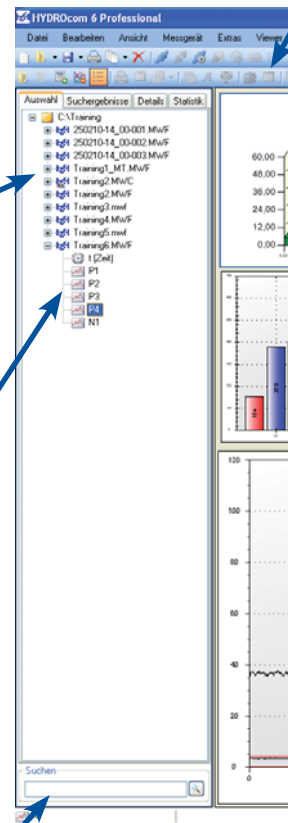 HYDROcom 6 Professional
Datei Bearbeiten Ansicht Messgerät Extras Viewer
Auswahl Suchergebnisse Details Statistik
C:\Training
250210-14_00-001.MWF
250210-14_00-002.MWF
250210-14_00-003.MWF
Training1_MT.MWF
Training2.MWC
Training2.MWF
Training3.mwf
Training4.MWF
Training5.mwf
Training6.MWF
t (Zeit)
P1
P2
P3
P4
N1
Suchen
60,00
48,00
36,00
24,00
12,00
0,00
120
100
80
60
40
20
0
0